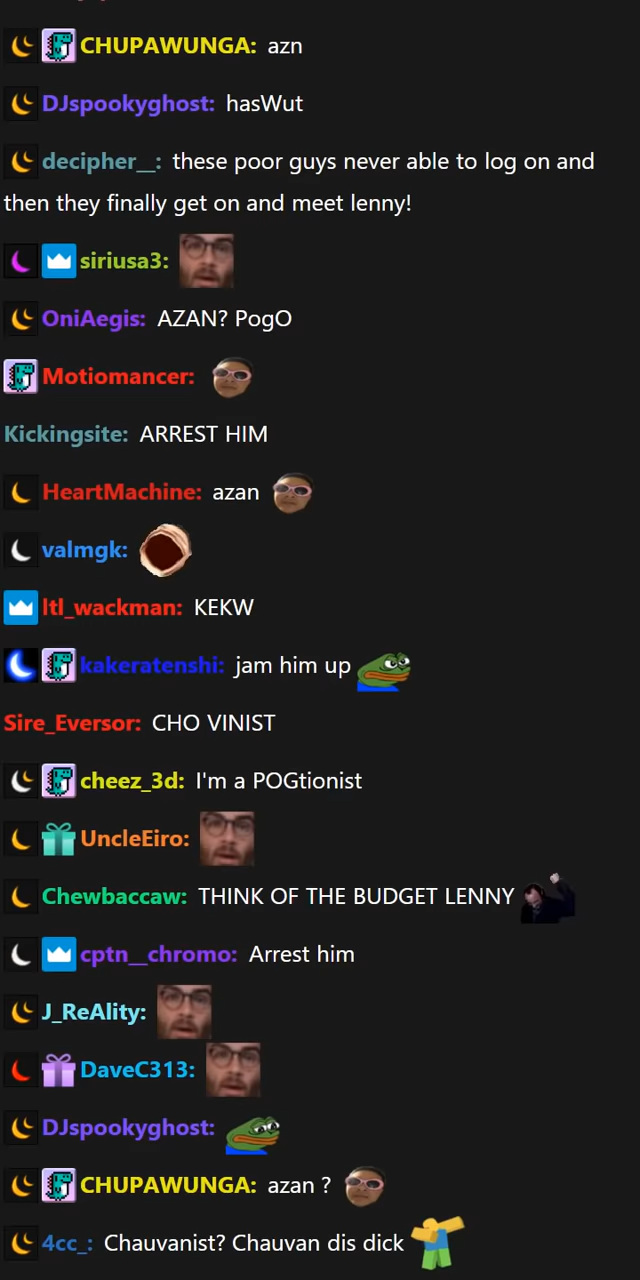 CHUPAWUNGA: azn
DJspookyghost: hasWut
decipher__: these poor guys never able to log on and
then they finally get on and meet lenny!
siriusa3:
OniAegis: AZAN? PogO
Motiomancer:
Kickingsite: ARREST HIM
HeartMachine: azan
valmgk:
ltl_wackman: KEKW
kakeratenshi: jam him up
Sire_Eversor: CHO VINIST
cheez_3d: I'm a POGtionist
UncleEiro:
Chewbaccaw: THINK OF THE BUDGET LENNY
cptn__chromo: Arrest him
J_ReAlity:
DaveC313:
DJspookyghost:
CHUPAWUNGA: azan ?
4cc_: Chauvanist? Chauvan dis dick